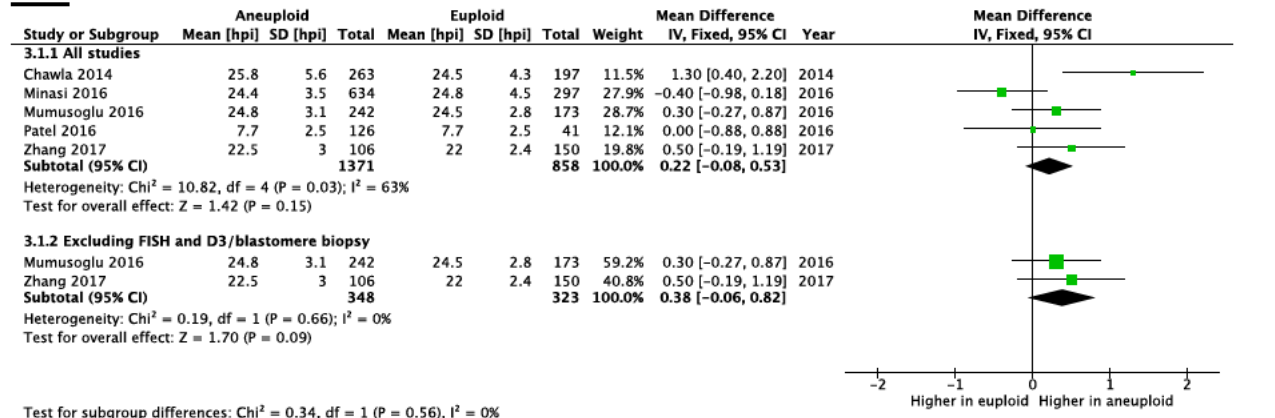 Aneuploid Euploid Mean Difference Mean Difference
Study or Subgroup Mean [hpi] SD [hpi] Total Mean [hpi] SD [hpi] Total Weight IV, Fixed, 95% CI Year IV, Fixed, 95% CI
3.1.1 All studies
Chawla 2014 25.8 5.6 263 24.5 4.3 197 11.5% 1.30 [0.40, 2.20] 2014
Minasi 2016 24.4 3.5 634 24.8 4.5 297 27.9% −0.40 [−0.98, 0.18] 2016
Mumusoglu 2016 24.8 3.1 242 24.5 2.8 173 28.7% 0.30 [−0.27, 0.87] 2016
Patel 2016 7.7 2.5 126 7.7 2.5 41 12.1% 0.00 [−0.88, 0.88] 2016
Zhang 2017 22.5 3 106 22 2.4 150 19.8% 0.50 [−0.19, 1.19] 2017
Subtotal (95% CI) 1371 858 100.0% 0.22 [−0.08, 0.53]
Heterogeneity: Chi² = 10.82, df = 4 (P = 0.03); I² = 63%
Test for overall effect: Z = 1.42 (P = 0.15)
3.1.2 Excluding FISH and D3/blastomere biopsy
Mumusoglu 2016 24.8 3.1 242 24.5 2.8 173 59.2% 0.30 [−0.27, 0.87] 2016
Zhang 2017 22.5 3 106 22 2.4 150 40.8% 0.50 [−0.19, 1.19] 2017
Subtotal (95% CI) 348 323 100.0% 0.38 [−0.06, 0.82]
Heterogeneity: Chi² = 0.19, df = 1 (P = 0.66); I² = 0%
Test for overall effect: Z = 1.70 (P = 0.09)
−2 −1 0 1 2
Higher in euploid Higher in aneuploid
Test for subgroup differences: Chi² = 0.34, df = 1 (P = 0.56), I² = 0%